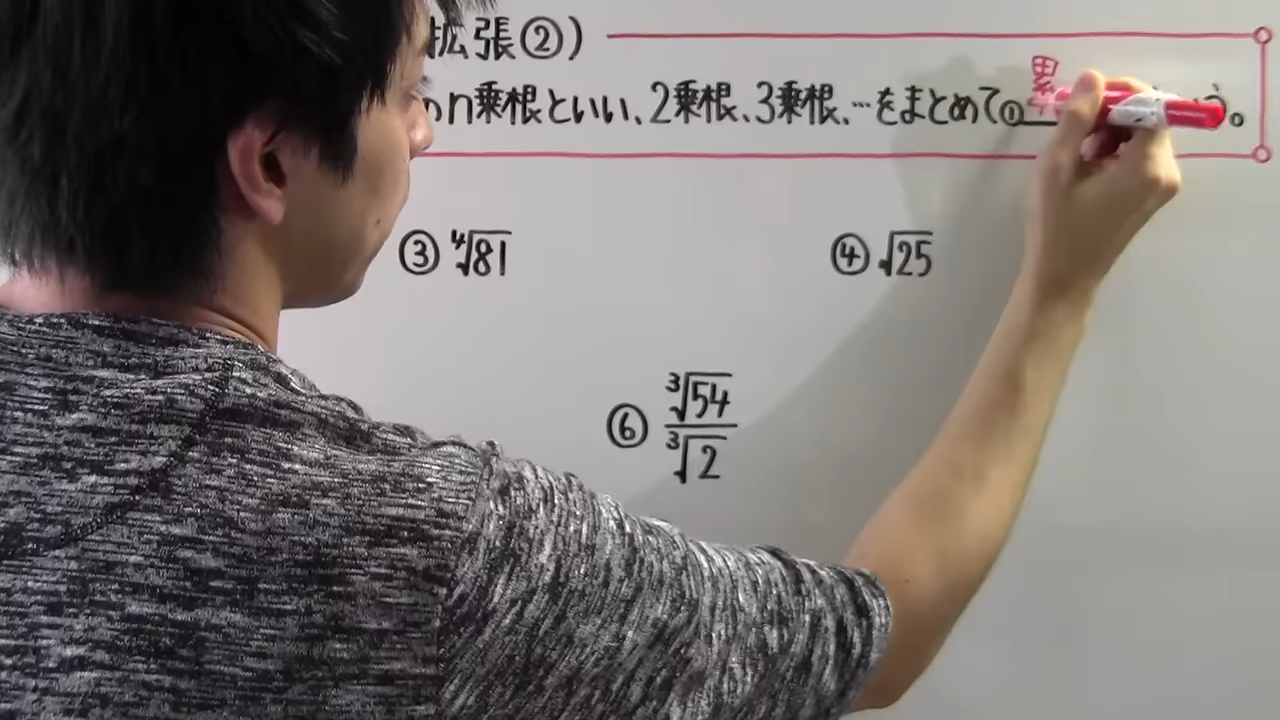 拡張②)
n乗根といい、2乗根、3乗根、…をまとめて①累
③ ⁴√81
④ √25
⑥ ³√54 / ³√2